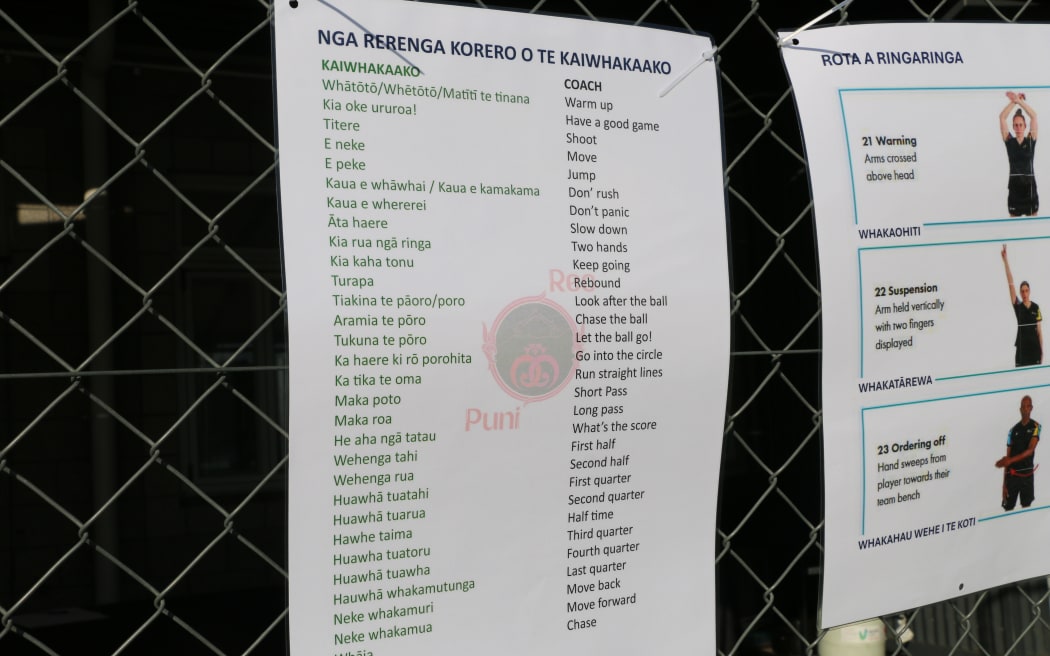 NGA RERENGA KORERO O TE KAIWHAKAAKO
KAIWHAKAAKO
Whātōtō/Whētōtō/Matītī te tinana
Kia oke ururoa!
Titere
E neke
E peke
Kaua e whāwhai / Kaua e kamakama
Kaua e whererei
Āta haere
Kia rua ngā ringa
Kia kaha tonu
Turapa
Tiakina te pāoro/poro
Aramia te pōro
Tukuna te pōro
Ka haere ki rō porohita
Ka tika te oma
Maka poto
Maka roa
He aha ngā tatau
Wehenga tahi
Wehenga rua
Huawhā tuatahi
Huawhā tuarua
Hawhe taima
Huawha tuatoru
Huawhā tuawha
Hauwhā whakamutunga
Neke whakamuri
Neke whakamua
Whāia
COACH
Warm up
Have a good game
Shoot
Move
Jump
Don' rush
Don't panic
Slow down
Two hands
Keep going
Rebound
Look after the ball
Chase the ball
Let the ball go!
Go into the circle
Run straight lines
Short Pass
Long pass
What's the score
First half
Second half
First quarter
Second quarter
Half time
Third quarter
Fourth quarter
Last quarter
Move back
Move forward
Chase
Puni
ROTA A RINGARINGA
21 Warning
Arms crossed
above head
WHAKAOHITI
22 Suspension
Arm held vertically
with two fingers
displayed
WHAKATĀREWA
23 Ordering off
Hand sweeps from
player towards their
team bench
WHAKAHAU WEHE I TE KOTI